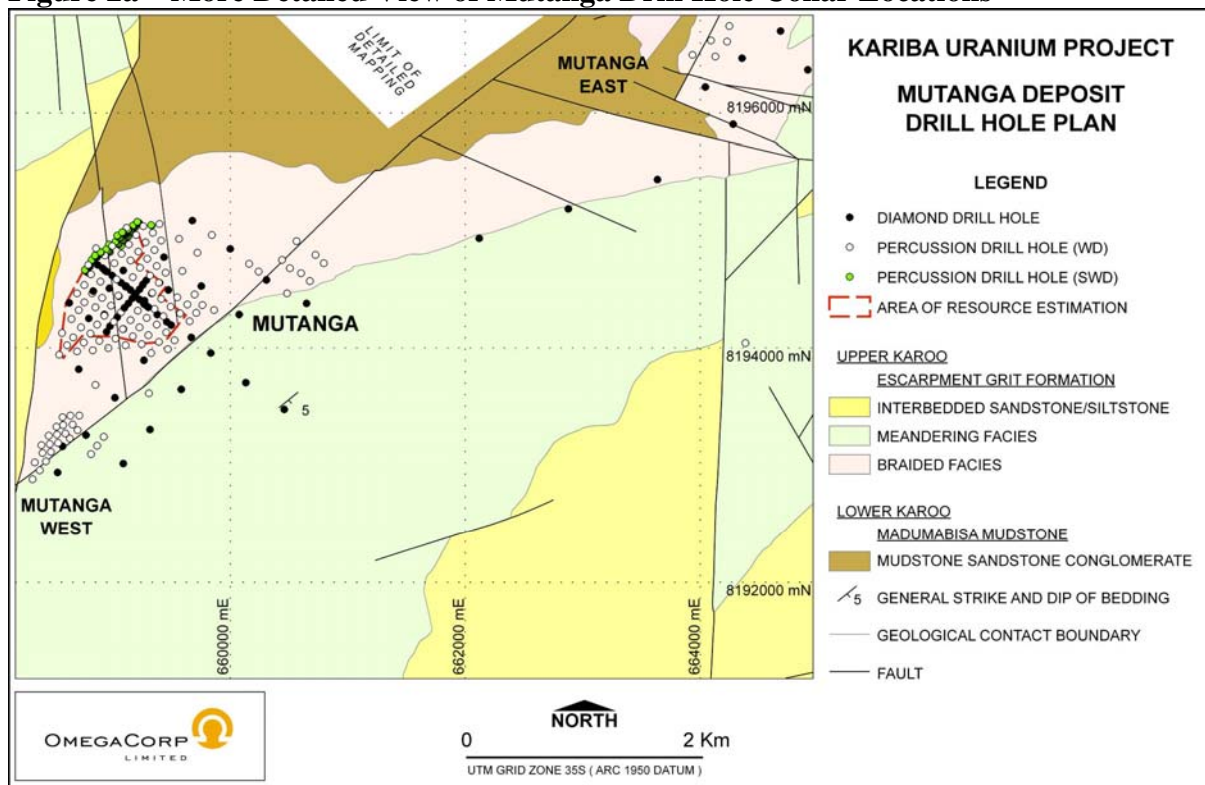 Figure 2a – More Detailed View of Mutanga Drill Hole Collar Locations
LIMIT OF
DETAILED
MAPPING
MUTANGA
EAST
8196000 mN
MUTANGA
8194000 mN
5
MUTANGA
WEST
8192000 mN
660000 mE
662000 mE
664000 mE
KARIBA URANIUM PROJECT
MUTANGA DEPOSIT
DRILL HOLE PLAN
LEGEND
DIAMOND DRILL HOLE
PERCUSSION DRILL HOLE (WD)
PERCUSSION DRILL HOLE (SWD)
AREA OF RESOURCE ESTIMATION
UPPER KAROO
ESCARPMENT GRIT FORMATION
INTERBEDDED SANDSTONE/SILTSTONE
MEANDERING FACIES
BRAIDED FACIES
LOWER KAROO
MADUMABISA MUDSTONE
MUDSTONE SANDSTONE CONGLOMERATE
5 GENERAL STRIKE AND DIP OF BEDDING
GEOLOGICAL CONTACT BOUNDARY
FAULT
OMEGACORP
LIMITED
NORTH
0 2 Km
UTM GRID ZONE 35S ( ARC 1950 DATUM )